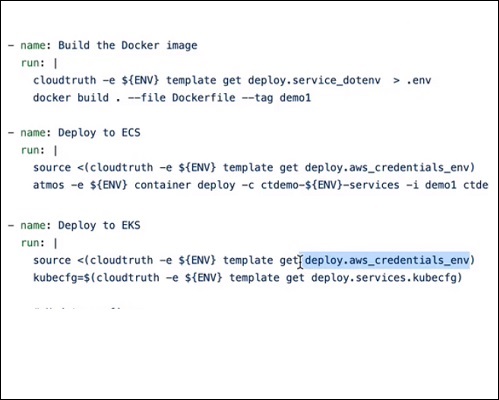 - name: Build the Docker image
run: |
cloudtruth -e ${ENV} template get deploy.service_dotenv > .env
docker build . --file Dockerfile --tag demo1
- name: Deploy to ECS
run: |
source <(cloudtruth -e ${ENV} template get deploy.aws_credentials_env)
atmos -e ${ENV} container deploy -c ctdemo-${ENV}-services -i demo1 ctde
- name: Deploy to EKS
run: |
source <(cloudtruth -e ${ENV} template get deploy.aws_credentials_env)
kubecfg=$(cloudtruth -e ${ENV} template get deploy.services.kubecfg)